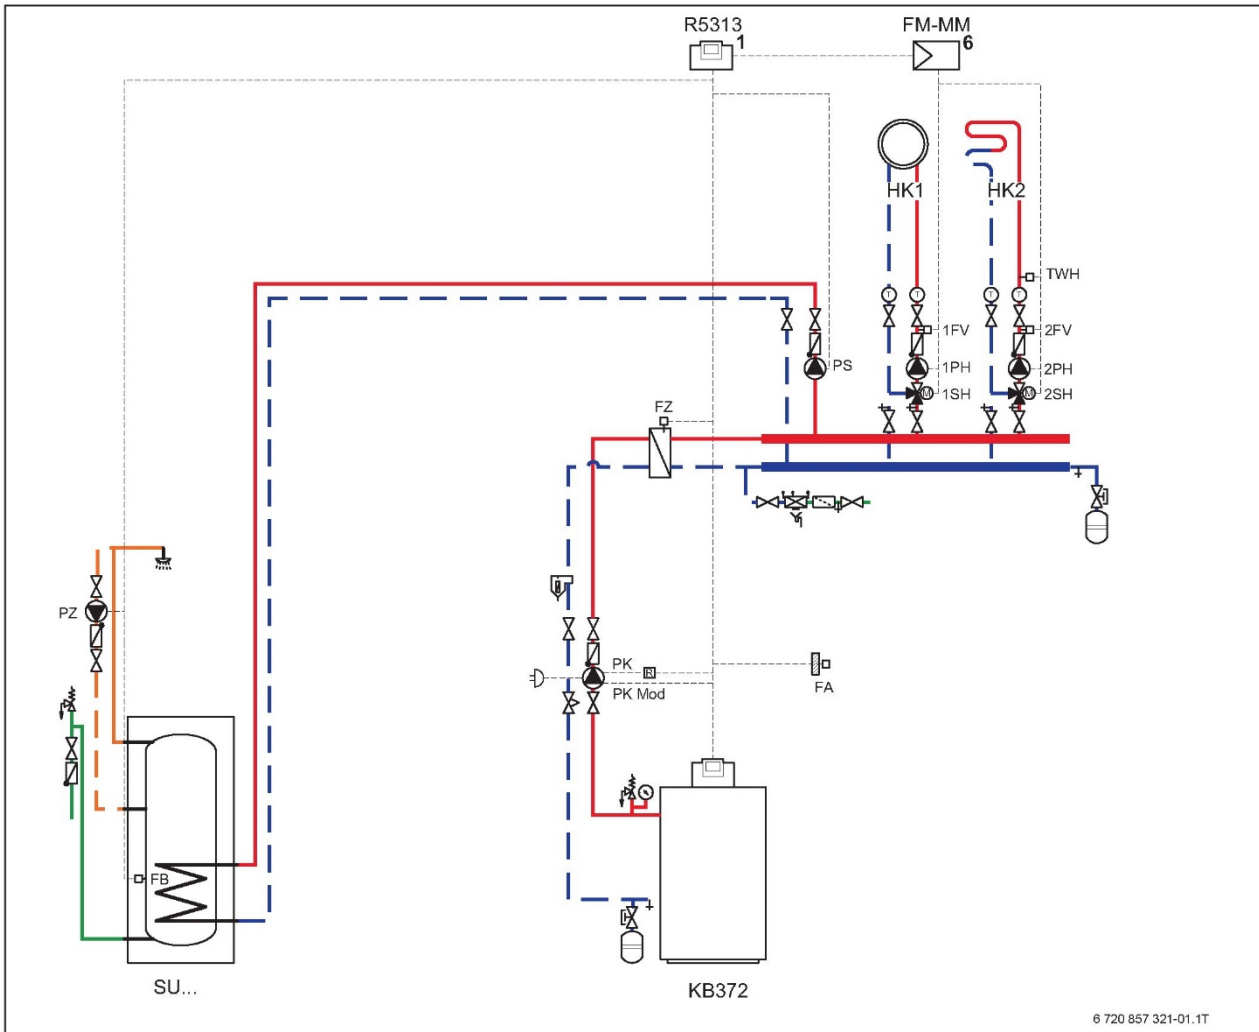 R5313
1
FM-MM
6
HK1
HK2
TWH
T
T
T
T
1FV
2FV
PS
1PH
2PH
M
1SH
M
2SH
FZ
PZ
PK
R
PK Mod
FA
FB
SU...
KB372
6 720 857 321-01.1T